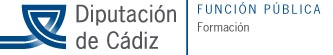 Diputación
de Cádiz
FUNCIÓN PÚBLICA
Formación